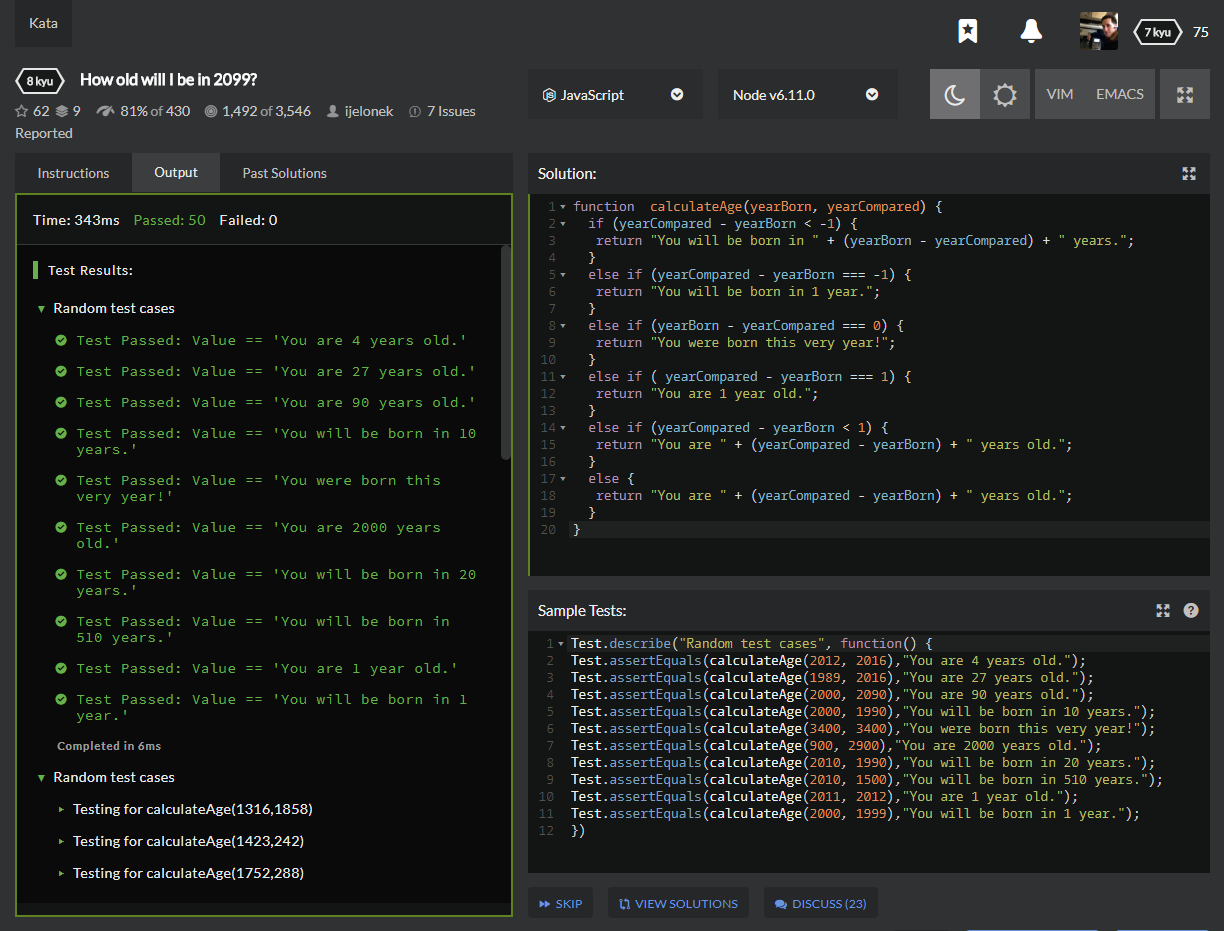 Kata
7 kyu 75
8 kyu How old will I be in 2099?
62 9 81% of 430 1,492 of 3,546 ijelonek 7 Issues
Reported
JavaScript
Node v6.11.0
VIM EMACS
Instructions Output Past Solutions
Time: 343ms Passed: 50 Failed: 0
Test Results:
Random test cases
Test Passed: Value == 'You are 4 years old.'
Test Passed: Value == 'You are 27 years old.'
Test Passed: Value == 'You are 90 years old.'
Test Passed: Value == 'You will be born in 10
years.'
Test Passed: Value == 'You were born this
very year!'
Test Passed: Value == 'You are 2000 years
old.'
Test Passed: Value == 'You will be born in 20
years.'
Test Passed: Value == 'You will be born in
510 years.'
Test Passed: Value == 'You are 1 year old.'
Test Passed: Value == 'You will be born in 1
year.'
Completed in 6ms
Random test cases
Testing for calculateAge(1316,1858)
Testing for calculateAge(1423,242)
Testing for calculateAge(1752,288)
Solution:
1 function  calculateAge(yearBorn, yearCompared) {
2   if (yearCompared - yearBorn < -1) {
3    return "You will be born in " + (yearBorn - yearCompared) + " years.";
4   }
5   else if (yearCompared - yearBorn === -1) {
6    return "You will be born in 1 year.";
7   }
8   else if (yearBorn - yearCompared === 0) {
9    return "You were born this very year!";
10   }
11   else if ( yearCompared - yearBorn === 1) {
12    return "You are 1 year old.";
13   }
14   else if (yearCompared - yearBorn < 1) {
15    return "You are " + (yearCompared - yearBorn) + " years old.";
16   }
17   else {
18    return "You are " + (yearCompared - yearBorn) + " years old.";
19   }
20 }
Sample Tests:
1 Test.describe("Random test cases", function() {
2 Test.assertEquals(calculateAge(2012, 2016),"You are 4 years old.");
3 Test.assertEquals(calculateAge(1989, 2016),"You are 27 years old.");
4 Test.assertEquals(calculateAge(2000, 2090),"You are 90 years old.");
5 Test.assertEquals(calculateAge(2000, 1990),"You will be born in 10 years.");
6 Test.assertEquals(calculateAge(3400, 3400),"You were born this very year!");
7 Test.assertEquals(calculateAge(900, 2900),"You are 2000 years old.");
8 Test.assertEquals(calculateAge(2010, 1990),"You will be born in 20 years.");
9 Test.assertEquals(calculateAge(2010, 1500),"You will be born in 510 years.");
10 Test.assertEquals(calculateAge(2011, 2012),"You are 1 year old.");
11 Test.assertEquals(calculateAge(2000, 1999),"You will be born in 1 year.");
12 })
SKIP VIEW SOLUTIONS DISCUSS (23)